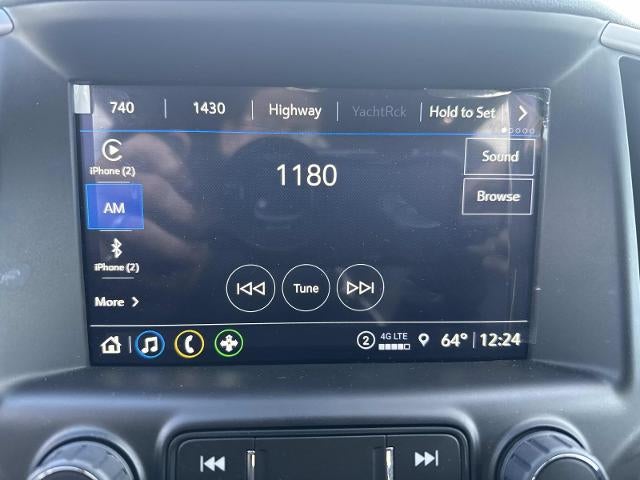 740 1430 Highway YachtRck Hold to Set
iPhone (2)
AM
iPhone (2)
More
1180
Sound
Browse
Tune
2 4G LTE 64° 12:24